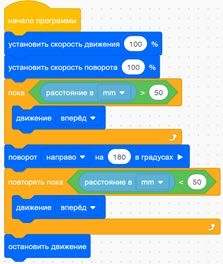 начало программы
установить скорость движения 100 %
установить скорость поворота 100 %
пока расстояние в mm > 50
движение вперёд
поворот направо на 180 в градусах
повторять пока расстояние в mm < 50
движение вперёд
остановить движение